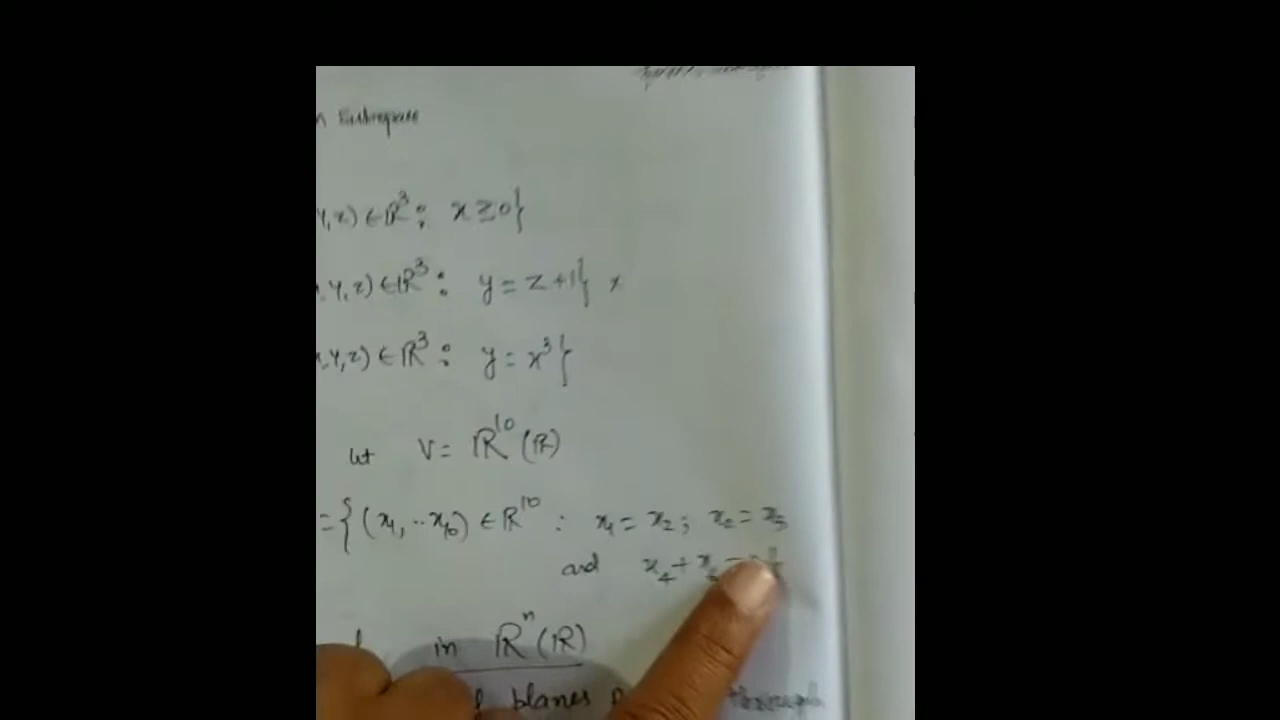 Subspace
y, z) ∈ ℝ³ : x ≥ 0}
y, z) ∈ ℝ³ : y = z + 1} x
y, z) ∈ ℝ³ : y = x³}
let V = ℝ¹⁰(ℝ)
= {(x₁, ..x₁₀) ∈ ℝ¹⁰ : x₁ = x₂ ; x₂ = x₅
and x₄ + x
in ℝⁿ(ℝ)
planes through